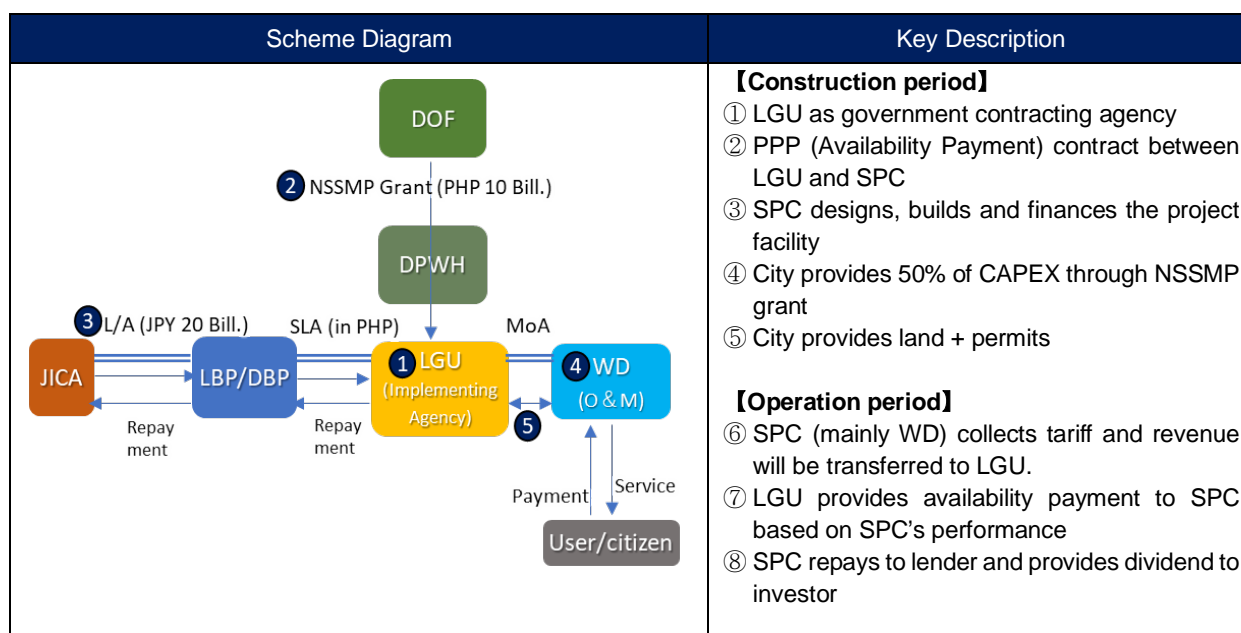 Scheme Diagram
Key Description
DOF
2 NSSMP Grant (PHP 10 Bill.)
DPWH
3 L/A (JPY 20 Bill.)
SLA (in PHP)
MoA
JICA
LBP/DBP
1 LGU
(Implementing
Agency)
4 WD
(O & M)
Repay
ment
Repay
ment
5
Payment
Service
User/citizen
【Construction period】
① LGU as government contracting agency
② PPP (Availability Payment) contract between
LGU and SPC
③ SPC designs, builds and finances the project
facility
④ City provides 50% of CAPEX through NSSMP
grant
⑤ City provides land + permits
【Operation period】
⑥ SPC (mainly WD) collects tariff and revenue
will be transferred to LGU.
⑦ LGU provides availability payment to SPC
based on SPC's performance
⑧ SPC repays to lender and provides dividend to
investor